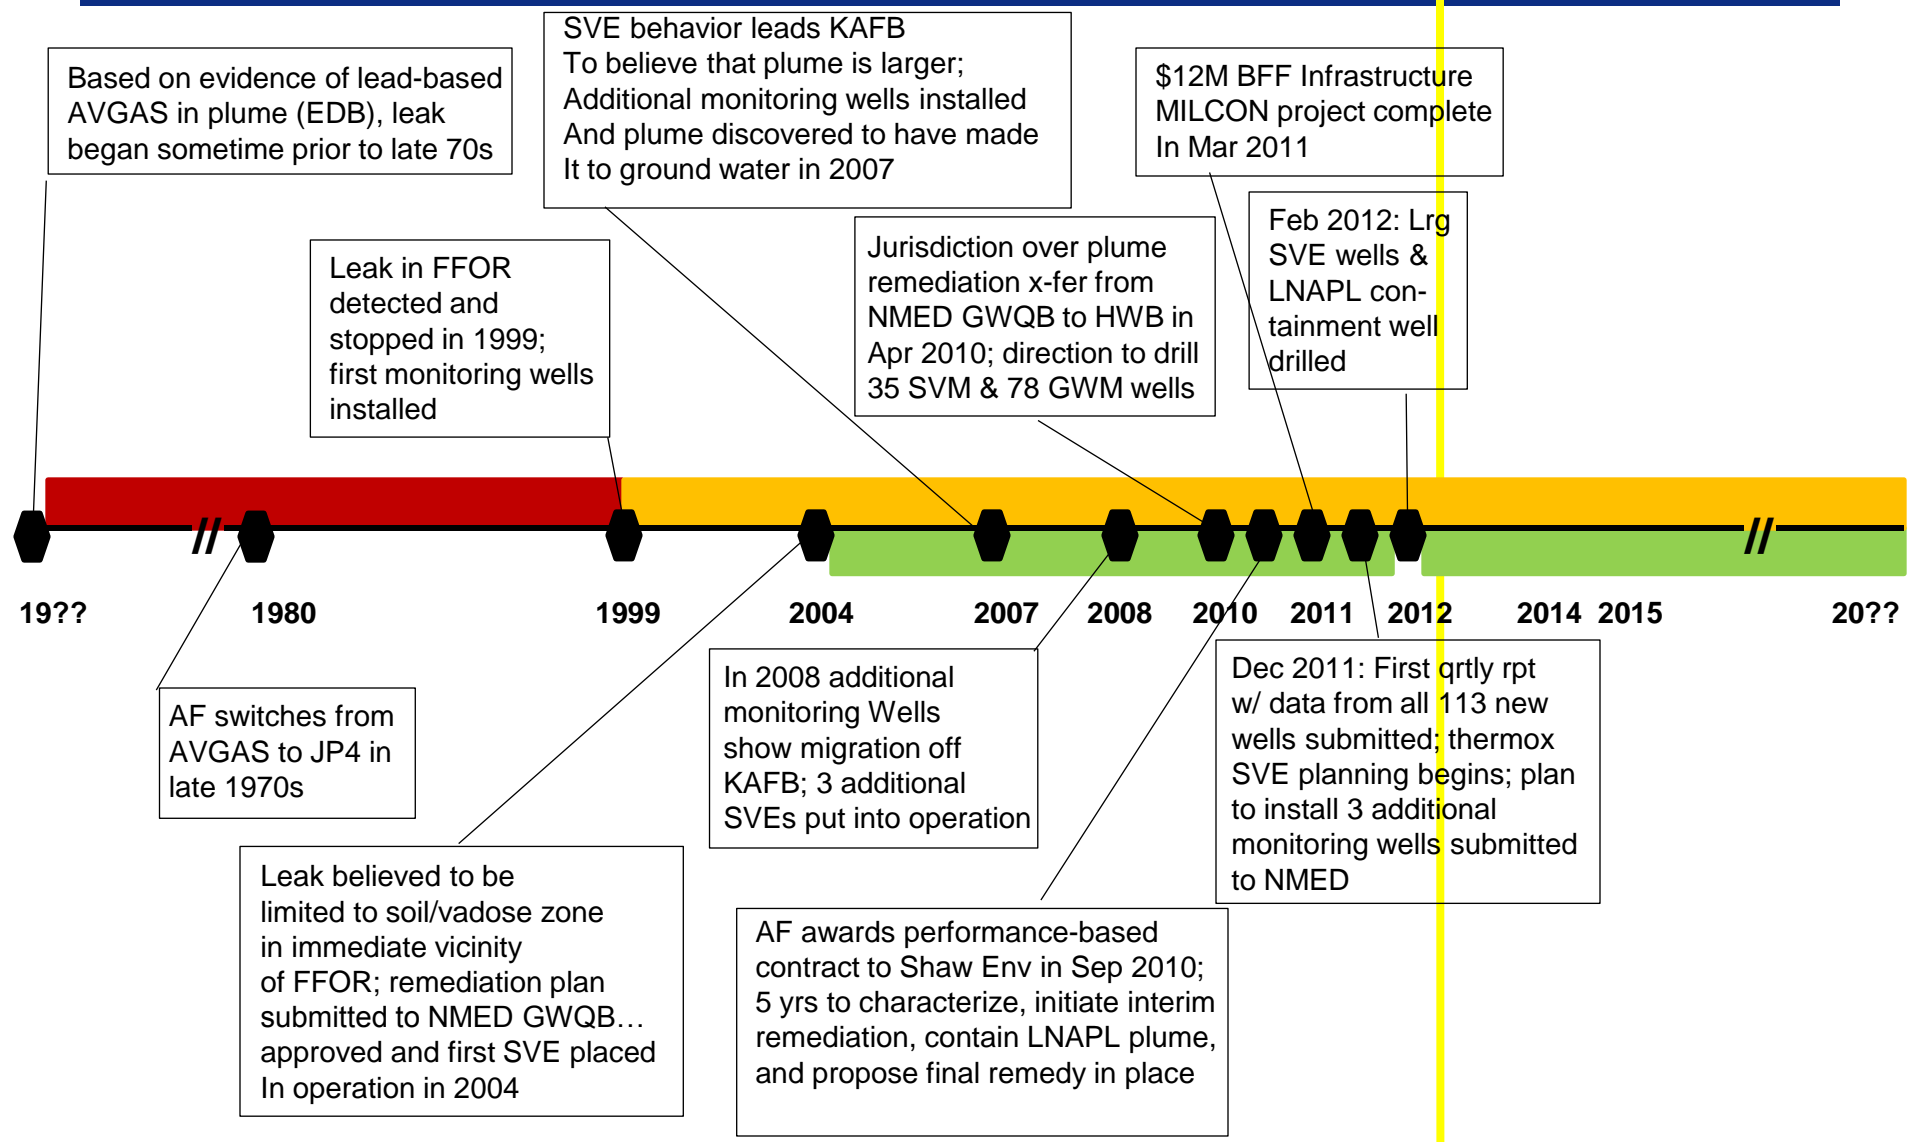 SVE behavior leads KAFB
To believe that plume is larger;
Additional monitoring wells installed
And plume discovered to have made
It to ground water in 2007
Based on evidence of lead-based
AVGAS in plume (EDB), leak
began sometime prior to late 70s
$12M BFF Infrastructure
MILCON project complete
In Mar 2011
Leak in FFOR
detected and
stopped in 1999;
first monitoring wells
installed
Jurisdiction over plume
remediation x-fer from
NMED GWQB to HWB in
Apr 2010; direction to drill
35 SVM & 78 GWM wells
Feb 2012: Lrg
SVE wells &
LNAPL con-
tainment well
drilled
// //
19?? 1980 1999 2004 2007 2008 2010 2011 2012 2014 2015 20??
AF switches from
AVGAS to JP4 in
late 1970s
In 2008 additional
monitoring Wells
show migration off
KAFB; 3 additional
SVEs put into operation
Dec 2011: First qrtly rpt
w/ data from all 113 new
wells submitted; thermox
SVE planning begins; plan
to install 3 additional
monitoring wells submitted
to NMED
Leak believed to be
limited to soil/vadose zone
in immediate vicinity
of FFOR; remediation plan
submitted to NMED GWQB…
approved and first SVE placed
In operation in 2004
AF awards performance-based
contract to Shaw Env in Sep 2010;
5 yrs to characterize, initiate interim
remediation, contain LNAPL plume,
and propose final remedy in place